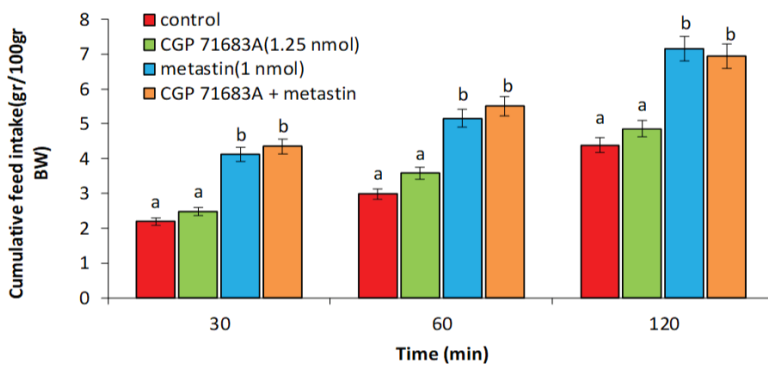 Cumulative feed intake(gr/100gr
BW)
8
7
6
5
4
3
2
1
0
control
CGP 71683A(1.25 nmol)
metastin(1 nmol)
CGP 71683A + metastin
a
a
b
b
a
a
b
b
a
a
b
b
30
60
120
Time (min)